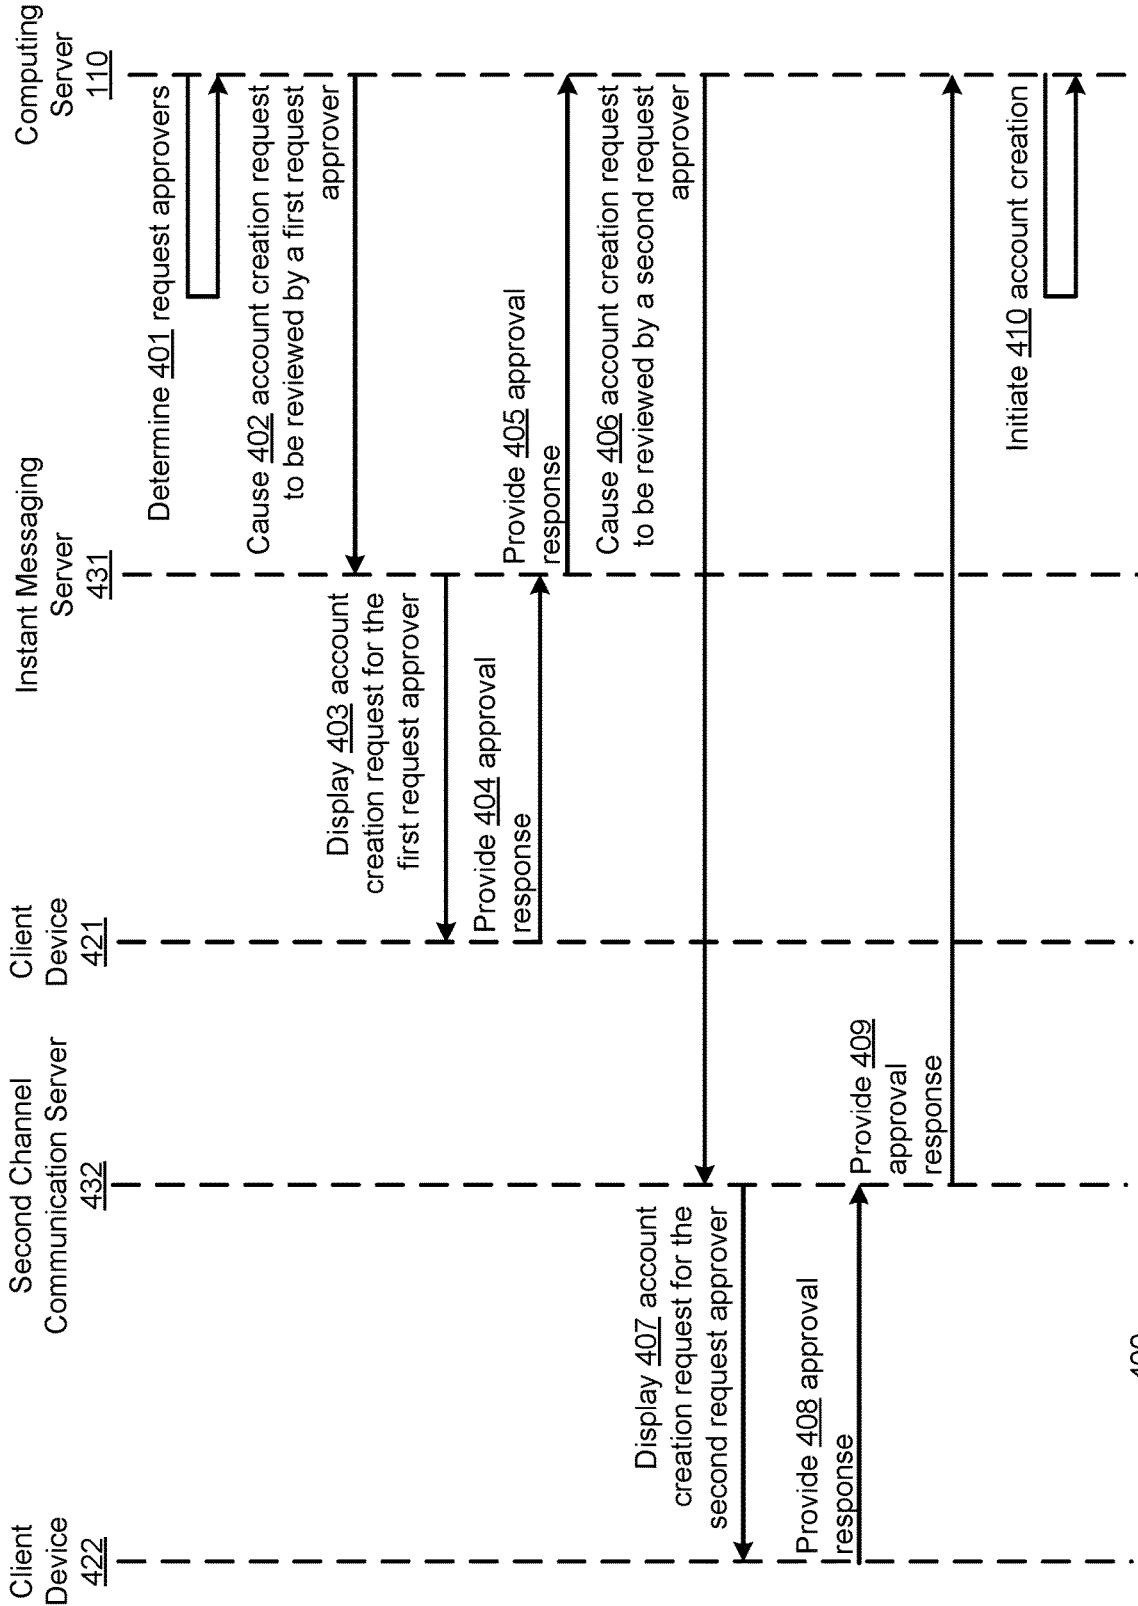 Client
Device
422
Second Channel
Communication Server
432
Client
Device
421
Instant Messaging
Server
431
Computing
Server
110
Determine 401 request approvers
Cause 402 account creation request
to be reviewed by a first request
approver
Display 403 account
creation request for the
first request approver
Provide 404 approval
response
Provide 405 approval
response
Cause 406 account creation request
to be reviewed by a second request
approver
Display 407 account
creation request for the
second request approver
Provide 408 approval
response
Provide 409
approval
response
Initiate 410 account creation